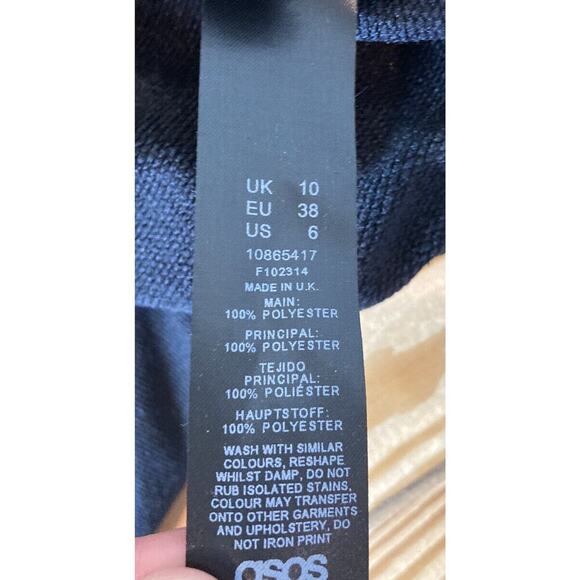 UK 10
EU 38
US 6
10865417
F102314
MADE IN U.K.
MAIN:
100% POLYESTER
PRINCIPAL:
100% POLYESTER
TEJIDO
PRINCIPAL:
100% POLIÉSTER
HAUPTSTOFF:
100% POLYESTER
WASH WITH SIMILAR
COLOURS, RESHAPE
WHILST DAMP, DO NOT
RUB ISOLATED STAINS,
COLOUR MAY TRANSFER
ONTO OTHER GARMENTS
AND UPHOLSTERY, DO
NOT IRON PRINT
asos